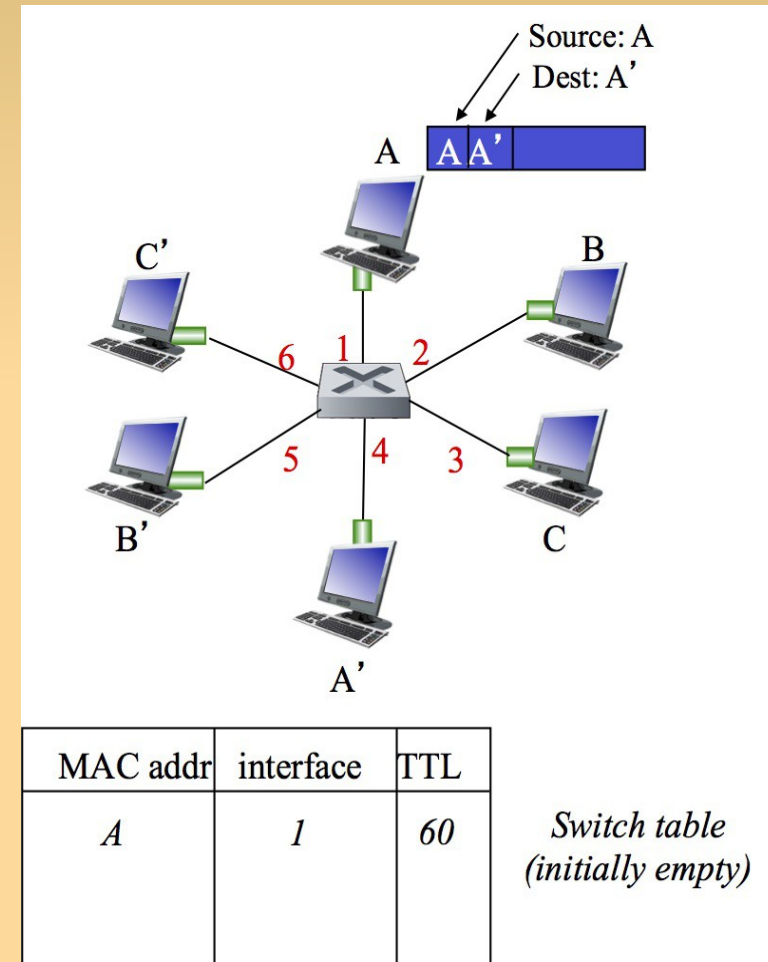 Source: A
Dest: A’
A
A A’
C’
B
6 1 2
5 4 3
B’
C
A’
MAC addr interface TTL
A 1 60
Switch table
(initially empty)